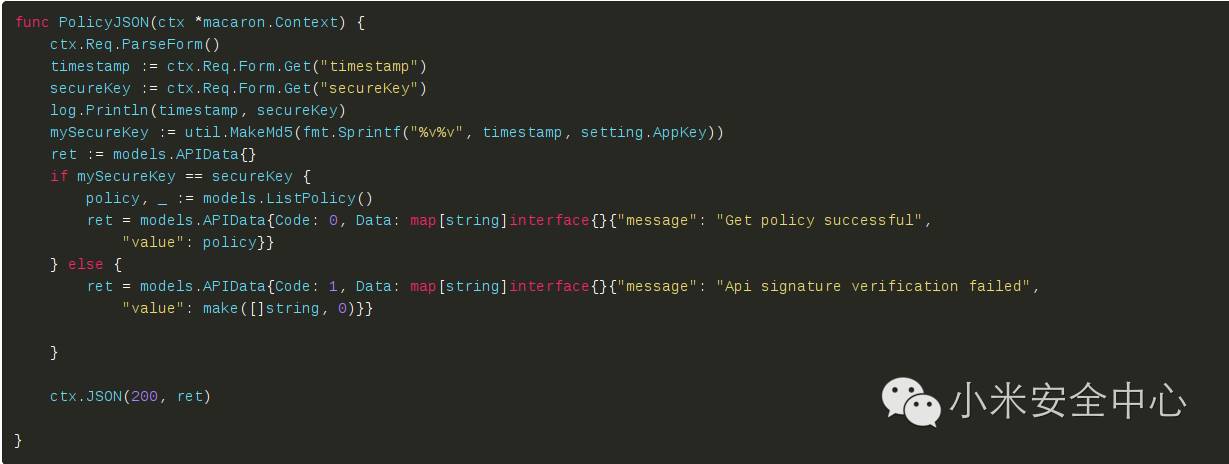 func PolicyJSON(ctx *macaron.Context) {
    ctx.Req.ParseForm()
    timestamp := ctx.Req.Form.Get("timestamp")
    secureKey := ctx.Req.Form.Get("secureKey")
    log.Println(timestamp, secureKey)
    mySecureKey := util.MakeMd5(fmt.Sprintf("%v%v", timestamp, setting.AppKey))
    ret := models.APIData{}
    if mySecureKey == secureKey {
        policy, _ := models.ListPolicy()
        ret = models.APIData{Code: 0, Data: map[string]interface{}{"message": "Get policy successful",
            "value": policy}}
    } else {
        ret = models.APIData{Code: 1, Data: map[string]interface{}{"message": "Api signature verification failed",
            "value": make([]string, 0)}}
    }
    ctx.JSON(200, ret)
小米安全中心
}